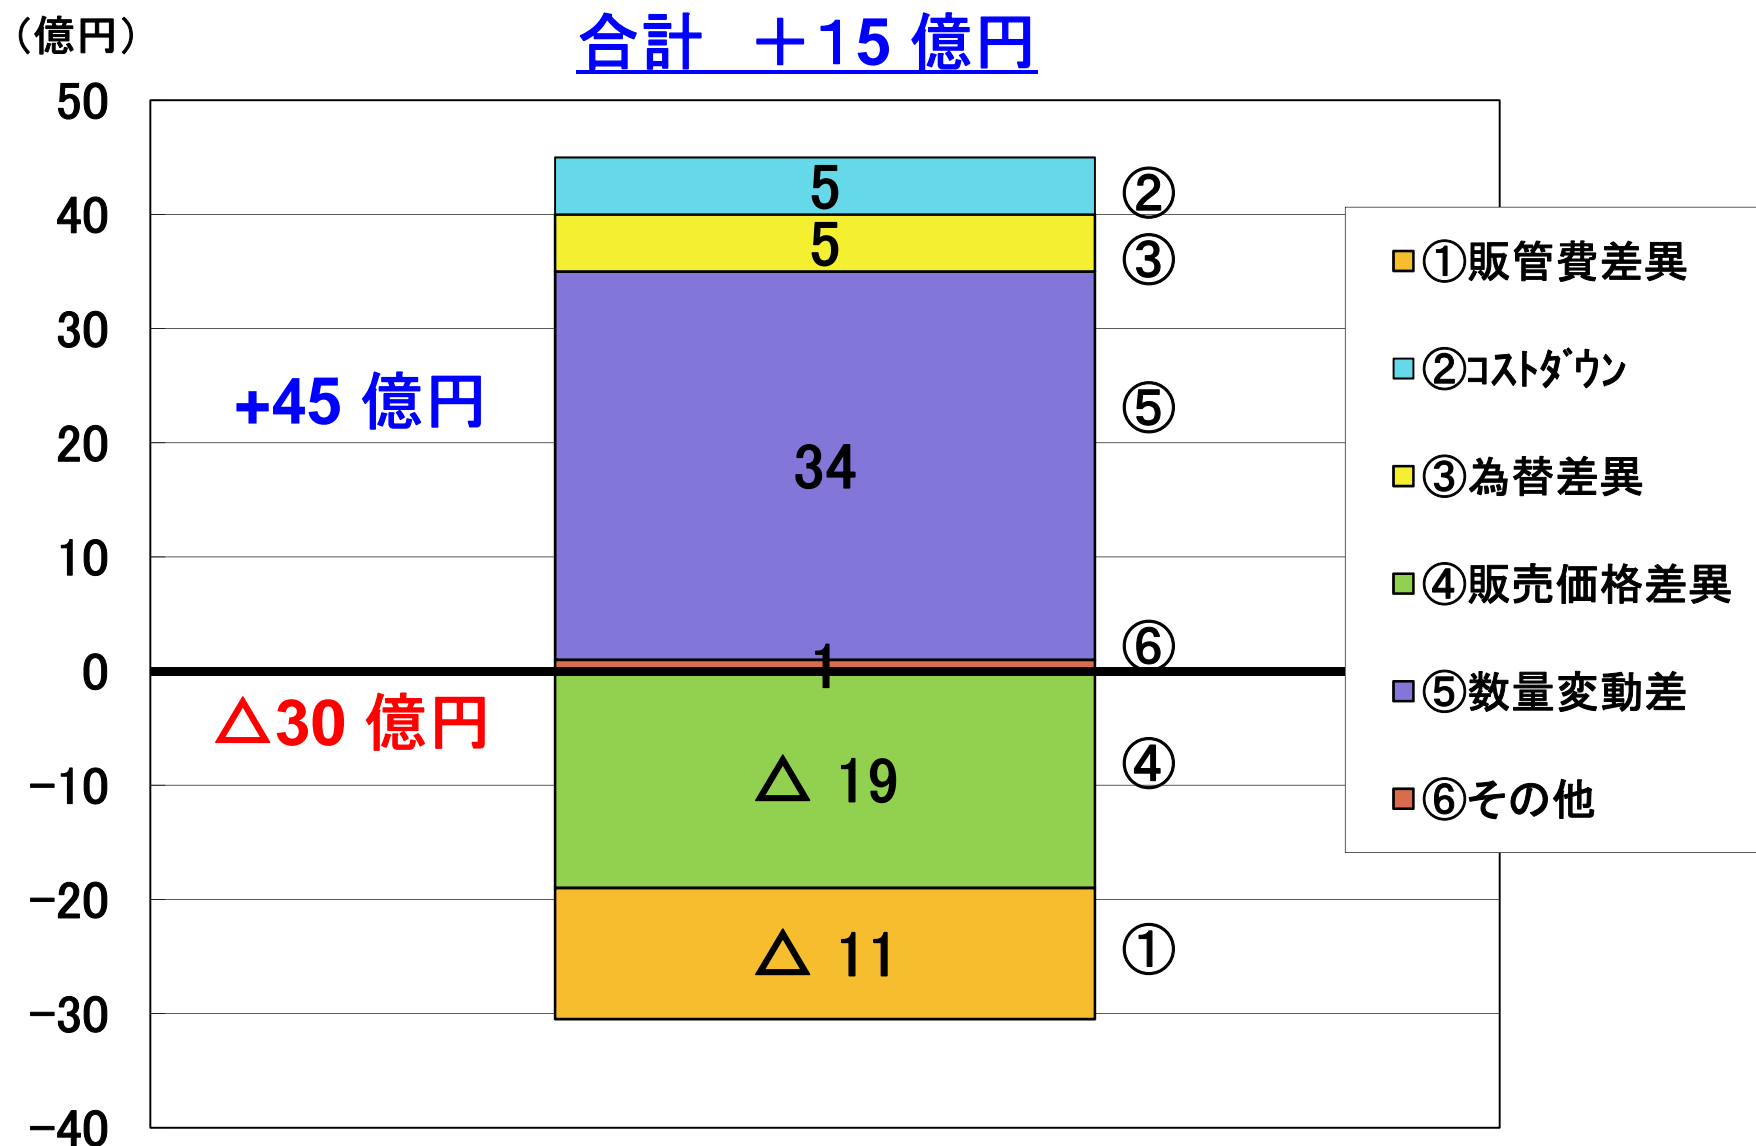 （億円）
合計　＋15 億円
50
40
30
20
10
0
−10
−20
−30
−40
+45 億円
△30 億円
5
5
34
1
△ 19
△ 11
②
③
⑤
⑥
④
①
①販管費差異
②ｺｽﾄﾀﾞｳﾝ
③為替差異
④販売価格差異
⑤数量変動差
⑥その他